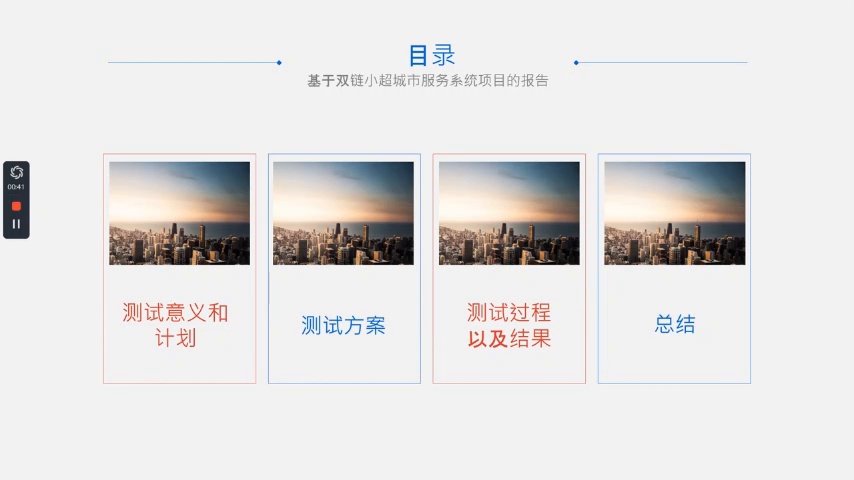 目录
基于双链小超城市服务系统项目的报告
00:41
测试意义和
计划
测试方案
测试过程
以及结果
总结